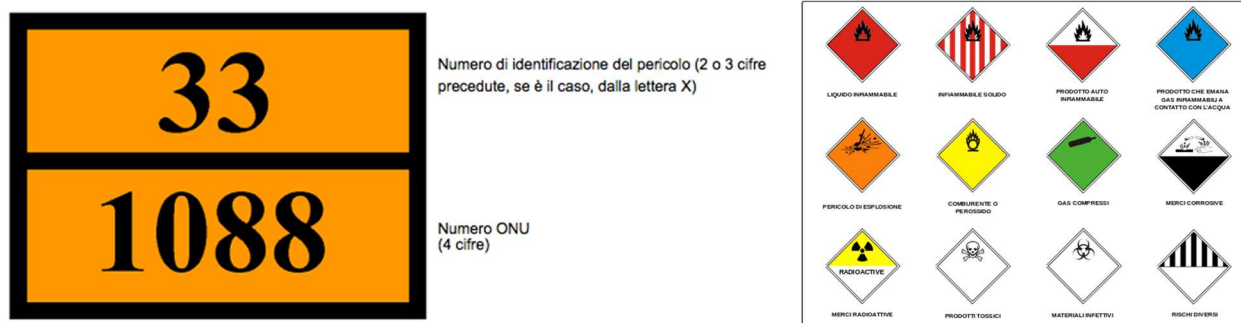 33
Numero di identificazione del pericolo (2 o 3 cifre
precedute, se è il caso, dalla lettera X)
1088
Numero ONU
(4 cifre)
LIQUIDO INFIAMMABILE
INFIAMMABILE SOLIDO
PRODOTTO AUTO
INFIAMMABILE
PRODOTTO CHE EMANA
GAS INFIAMMABILI A
CONTATTO CON L'ACQUA
PERICOLO DI ESPLOSIONE
COMBURENTE O
PEROSSIDO
GAS COMPRESSI
MERCI CORROSIVE
RADIOACTIVE
MERCI RADIOATTIVE
PRODOTTI TOSSICI
MATERIALI INFETTIVI
RISCHI DIVERSI